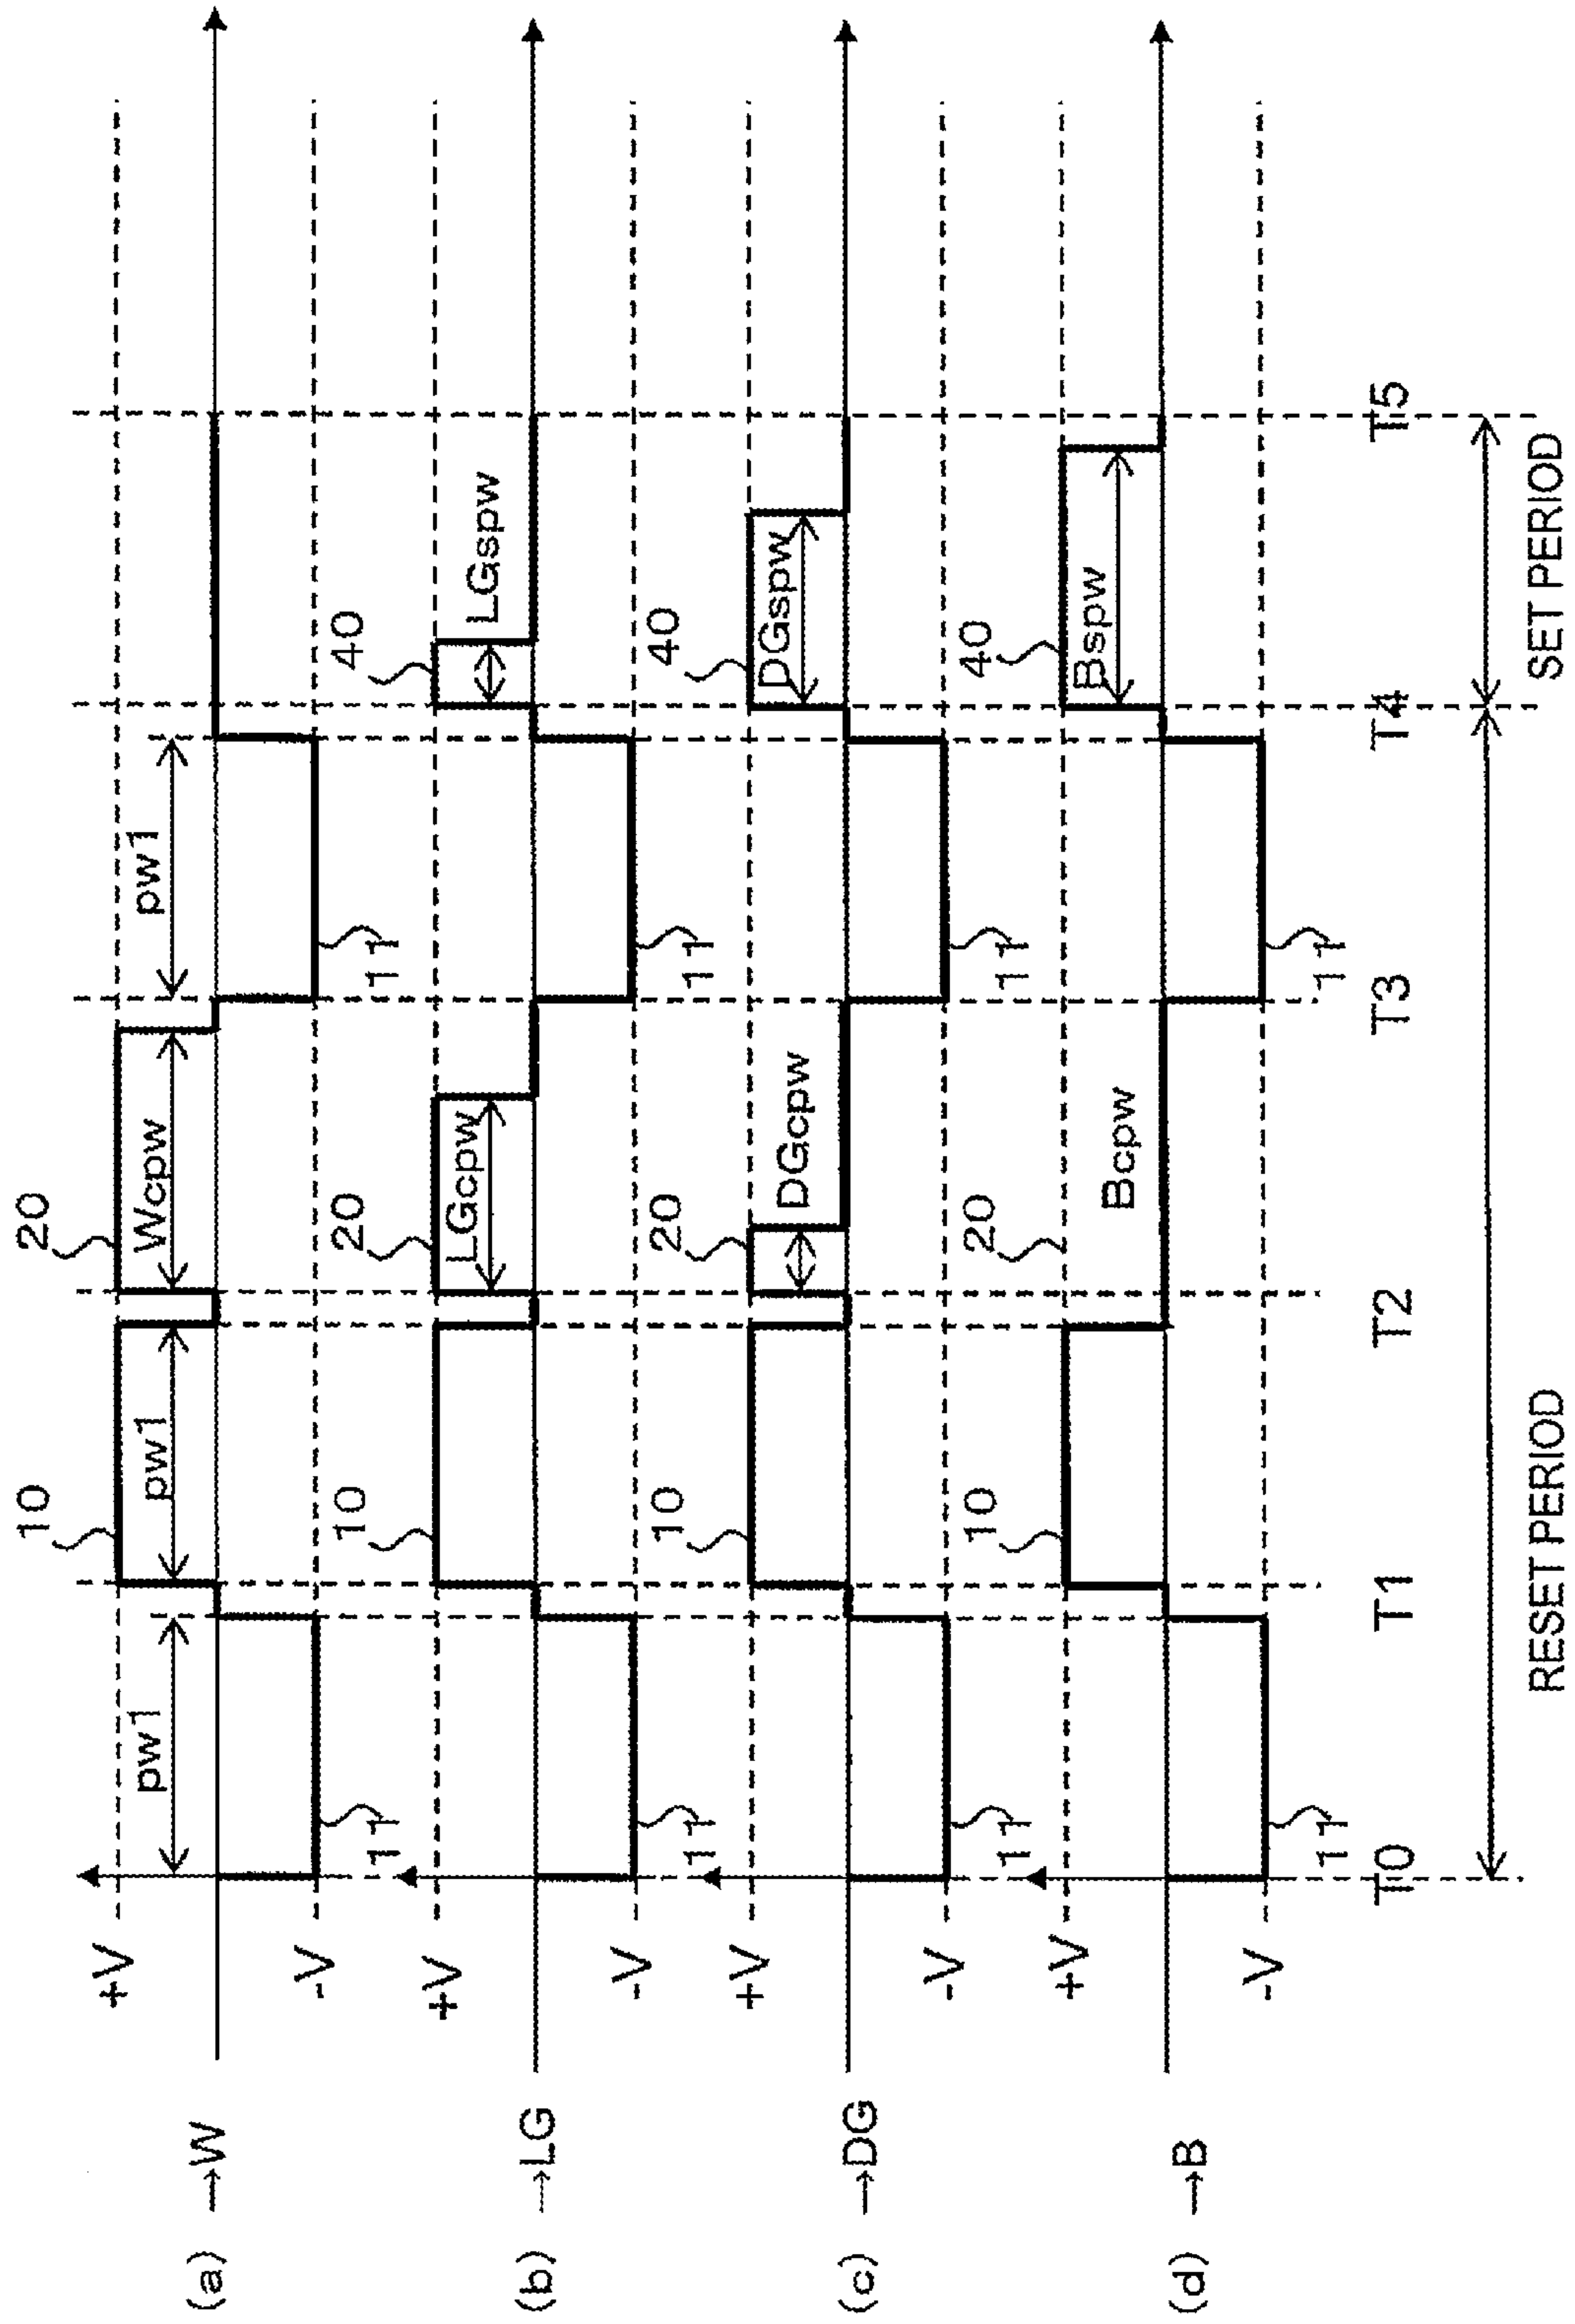 (a) →W
+V
-V
pw1
11
10
pw1
20
Wcpw
pw1
11
(b) →LG
+V
-V
11
10
20
LGcpw
11
40
LGspw
(c) →DG
+V
-V
11
10
20
DGcpw
11
40
DGspw
(d) →B
+V
-V
11
10
20
Bcpw
11
40
Bspw
T0 T1 T2 T3 T4 T5
RESET PERIOD SET PERIOD